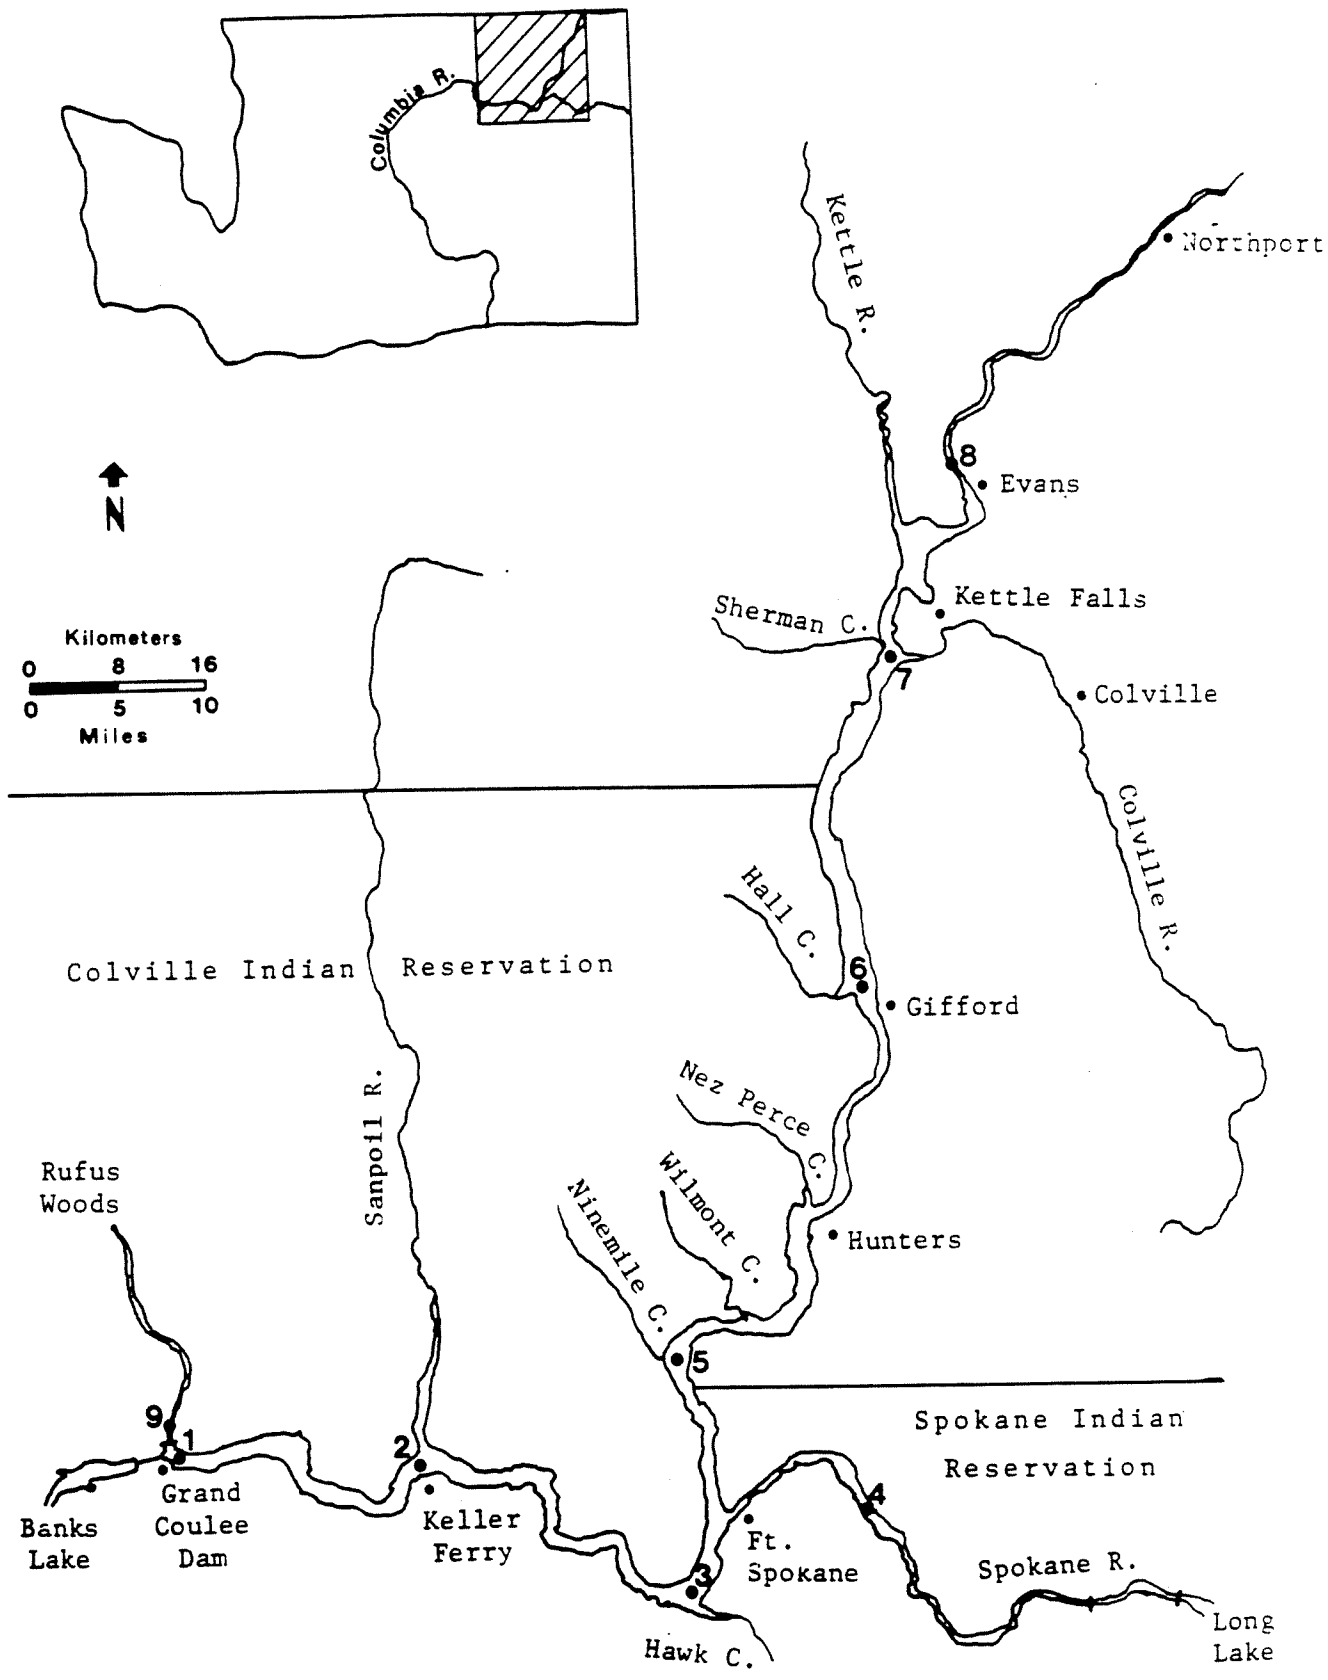 Columbia R.
Kettle R.
Northport
8
Evans
N
Kettle Falls
Sherman C.
7
Kilometers
0 8 16
0 5 10
Miles
Colville
Colville R.
Hall C.
6
Gifford
Colville Indian Reservation
Sanpoil R.
Nez Perce C.
Wilmont C.
Ninemile C.
Hunters
Rufus
Woods
5
Spokane Indian
Reservation
9
1
2
Grand
Coulee
Dam
Banks
Lake
Keller
Ferry
4
Ft.
Spokane
3
Spokane R.
Long
Lake
Hawk C.